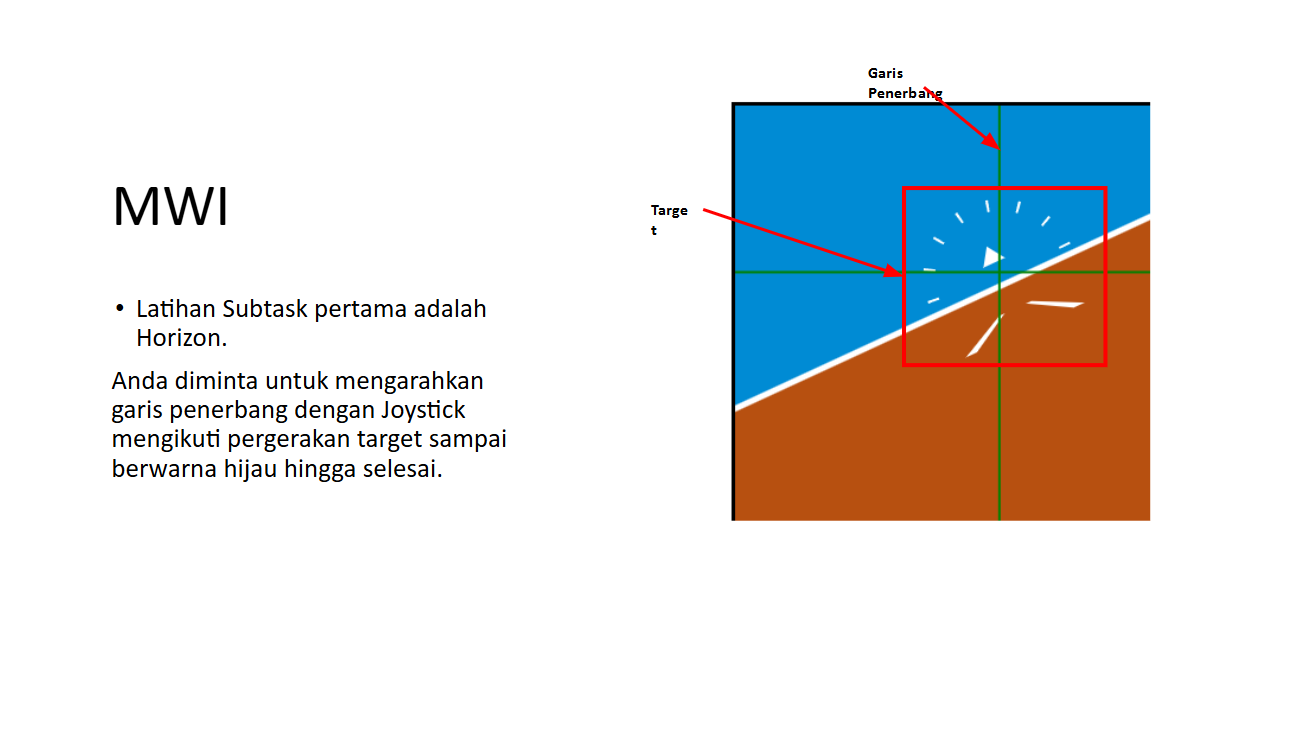 MWI
• Latihan Subtask pertama adalah
Horizon.
Anda diminta untuk mengarahkan
garis penerbang dengan Joystick
mengikuti pergerakan target sampai
berwarna hijau hingga selesai.
Garis
Penerbang
Targe
t